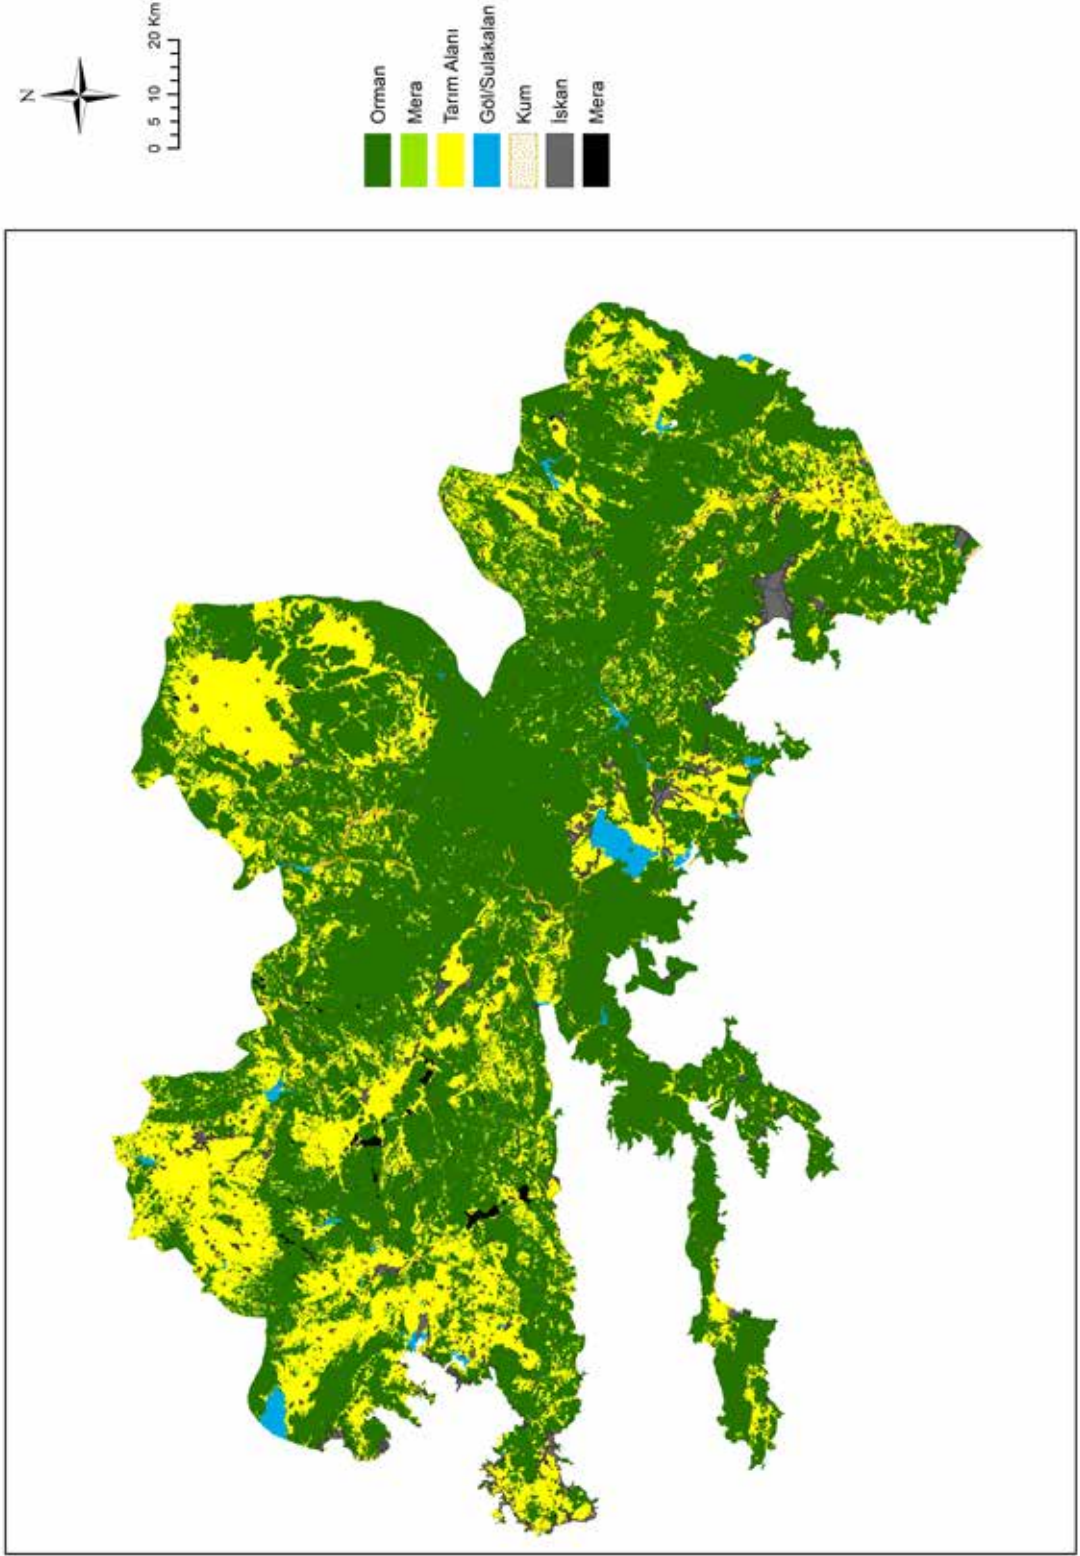 N
0 5 10 20 Km
Orman
Mera
Tarım Alanı
Göl/Sulakalan
Kum
İskan
Mera